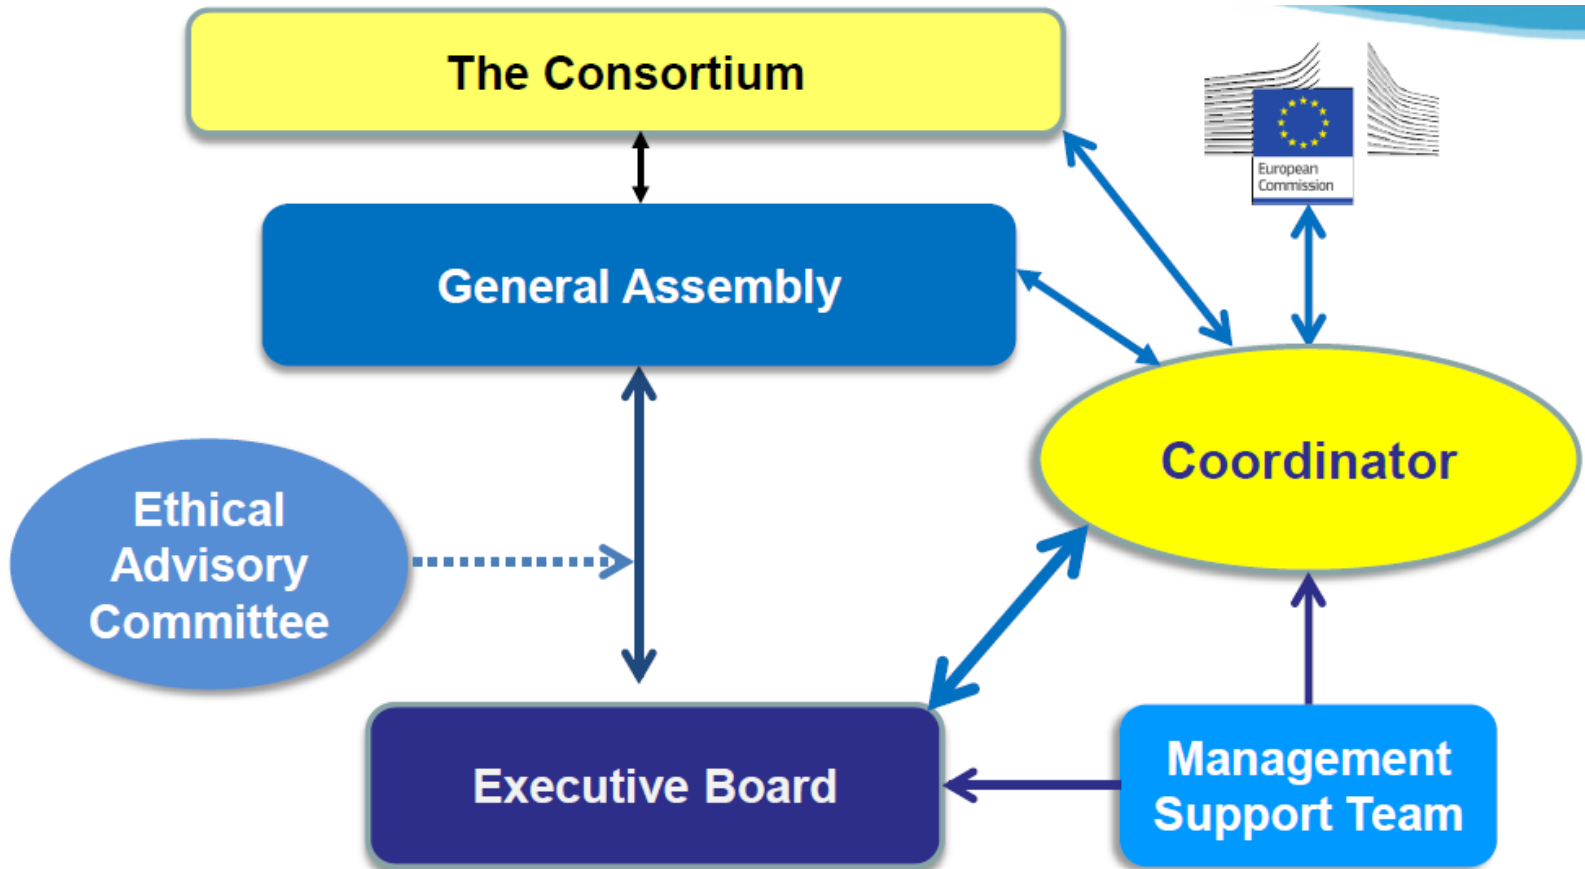 The Consortium
European
Commission
General Assembly
Coordinator
Ethical
Advisory
Committee
Executive Board
Management
Support Team